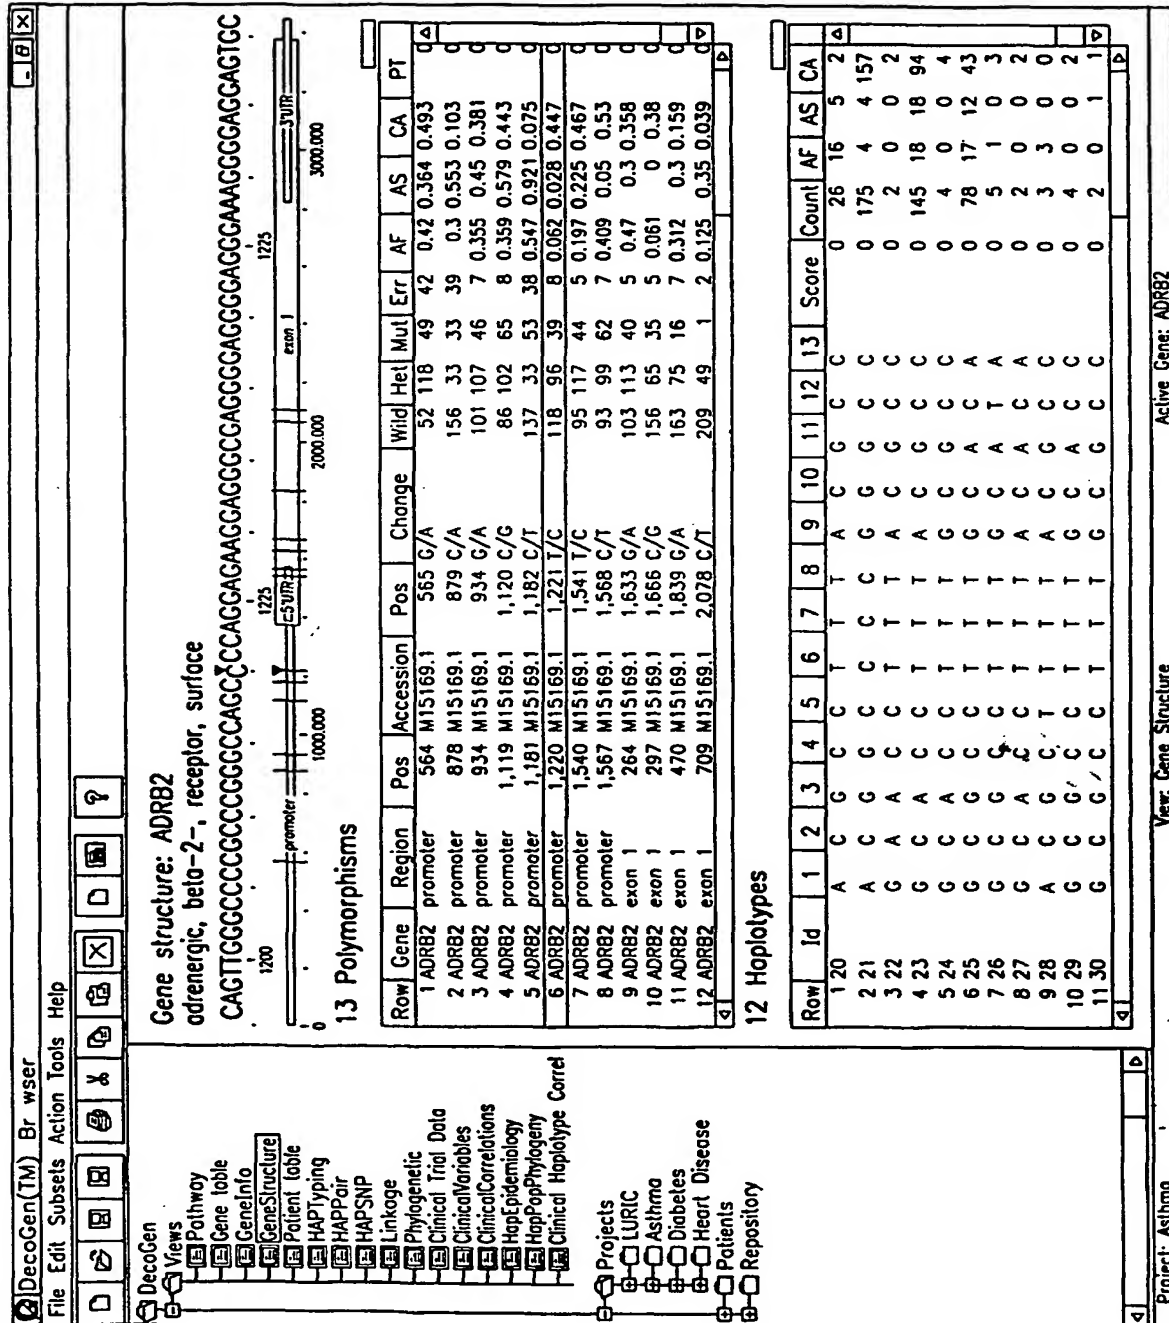 DecoGen(TM) Br wser
File Edit Subsets Action Tools Help
?
DecoGen
Views
Pathway
Gene table
GeneInfo
GeneStructure
Patient table
HAPTyping
HAPPair
HAPSNP
Linkage
Phylogenetic
Clinical Trial Data
ClinicalVariables
ClinicalCorrelations
HapEpidemiology
HapPopPhylogeny
Clinical Haplotype Correl
Projects
LURIC
Asthma
Diabetes
Heart Disease
Patients
Repository
Gene structure: ADRB2
adrenergic, beta-2-, receptor, surface
1200 1225 1225
promoter c5'UTR exon 1 3'UTR
0 1000.000 2000.000 3000.000
13 Polymorphisms
Row Gene Region Pos Accession Pos Change Wild Het Mut Err AF AS CA PT
1 ADRB2 promoter 564 M15169.1 565 G/A 52 118 49 42 0.42 0.364 0.493
2 ADRB2 promoter 878 M15169.1 879 C/A 156 33 33 39 0.3 0.553 0.103
3 ADRB2 promoter 934 M15169.1 934 G/A 101 107 46 7 0.355 0.45 0.381
4 ADRB2 promoter 1,119 M15169.1 1,120 C/G 86 102 65 8 0.359 0.579 0.443
5 ADRB2 promoter 1,181 M15169.1 1,182 C/T 137 33 53 38 0.547 0.921 0.075
6 ADRB2 promoter 1,220 M15169.1 1,221 T/C 118 96 39 8 0.062 0.028 0.447
7 ADRB2 promoter 1,540 M15169.1 1,541 T/C 95 117 44 5 0.197 0.225 0.467
8 ADRB2 promoter 1,567 M15169.1 1,568 C/T 93 99 62 7 0.409 0.05 0.53
9 ADRB2 exon 1 264 M15169.1 1,633 G/A 103 113 40 5 0.47 0.3 0.358
10 ADRB2 exon 1 297 M15169.1 1,666 C/G 156 65 35 5 0.061 0 0.38
11 ADRB2 exon 1 470 M15169.1 1,839 G/A 163 75 16 7 0.312 0.3 0.159
12 ADRB2 exon 1 709 M15169.1 2,078 C/T 209 49 1 2 0.125 0.35 0.039
12 Haplotypes
Row Id 1 2 3 4 5 6 7 8 9 10 11 12 13 Score Count AF AS CA
1 20 A C G C C T T T A C G C C 0 26 16 5 2
2 21 A C G G C C C C G G G C C 0 175 4 4 157
3 22 G A A C C T T T A C G C C 0 2 0 0 2
4 23 G C A C C T T T A C G C C 0 145 18 18 94
5 24 G C A C C T T T G C G C C 0 4 0 0 4
6 25 G C G C C T T T G C A C A 0 78 17 12 43
7 26 G C G C C T T T G C A T A 0 5 1 0 3
8 27 G C A C C T T T A C A C A 0 2 0 0 2
9 28 A C G C T T T T A C G C C 0 3 3 0 0
10 29 G C G C C T T T G C A C C 0 4 0 0 2
11 30 G C G C C T T T G C G C C 0 2 0 1 1
Project: Asthma View: Gene Structure Active Gene: ADRB2